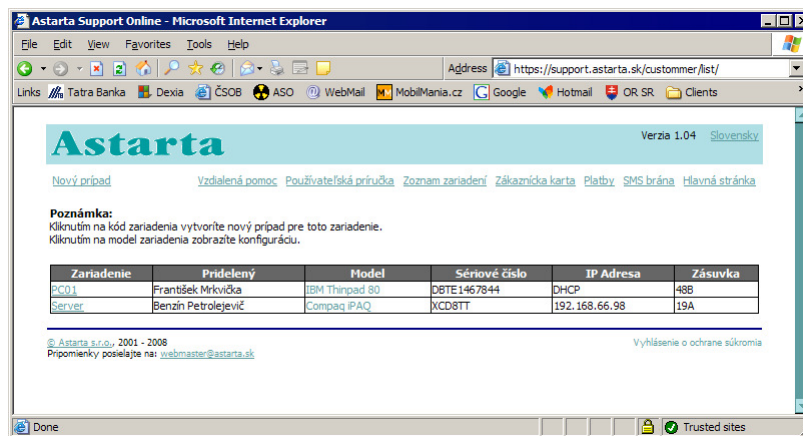 Astarta Support Online - Microsoft Internet Explorer
File Edit View Favorites Tools Help
Address https://support.astarta.sk/custommer/list/
Links Tatra Banka Dexia ČSOB ASO WebMail MobilMania.cz Google Hotmail OR SR Clients
Astarta Verzia 1.04 Slovensky
Nový prípad Vzdialená pomoc Používateľská príručka Zoznam zariadení Zákaznícka karta Platby SMS brána Hlavná stránka
Poznámka:
Kliknutím na kód zariadenia vytvoríte nový prípad pre toto zariadenie.
Kliknutím na model zariadenia zobrazíte konfiguráciu.
Zariadenie Pridelený Model Sériové číslo IP Adresa Zásuvka
PC01 František Mrkvička IBM Thinpad 80 DBTE1467844 DHCP 48B
Server Benzín Petrolejevič Compaq iPAQ XCD8TT 192.168.66.98 19A
© Astarta s.r.o., 2001 - 2008 Vyhlásenie o ochrane súkromia
Pripomienky posielajte na: webmaster@astarta.sk
Done Trusted sites